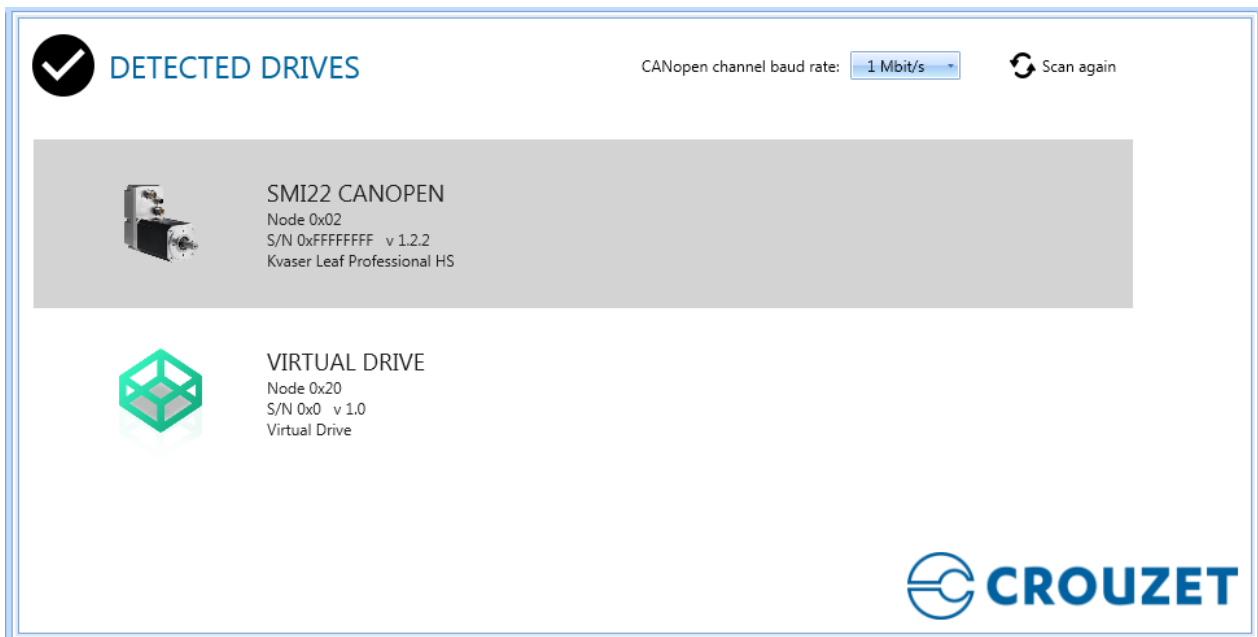 DETECTED DRIVES
CANopen channel baud rate: 1 Mbit/s
Scan again
SMI22 CANOPEN
Node 0x02
S/N 0xFFFFFFFF v 1.2.2
Kvaser Leaf Professional HS
VIRTUAL DRIVE
Node 0x20
S/N 0x0 v 1.0
Virtual Drive
CROUZET